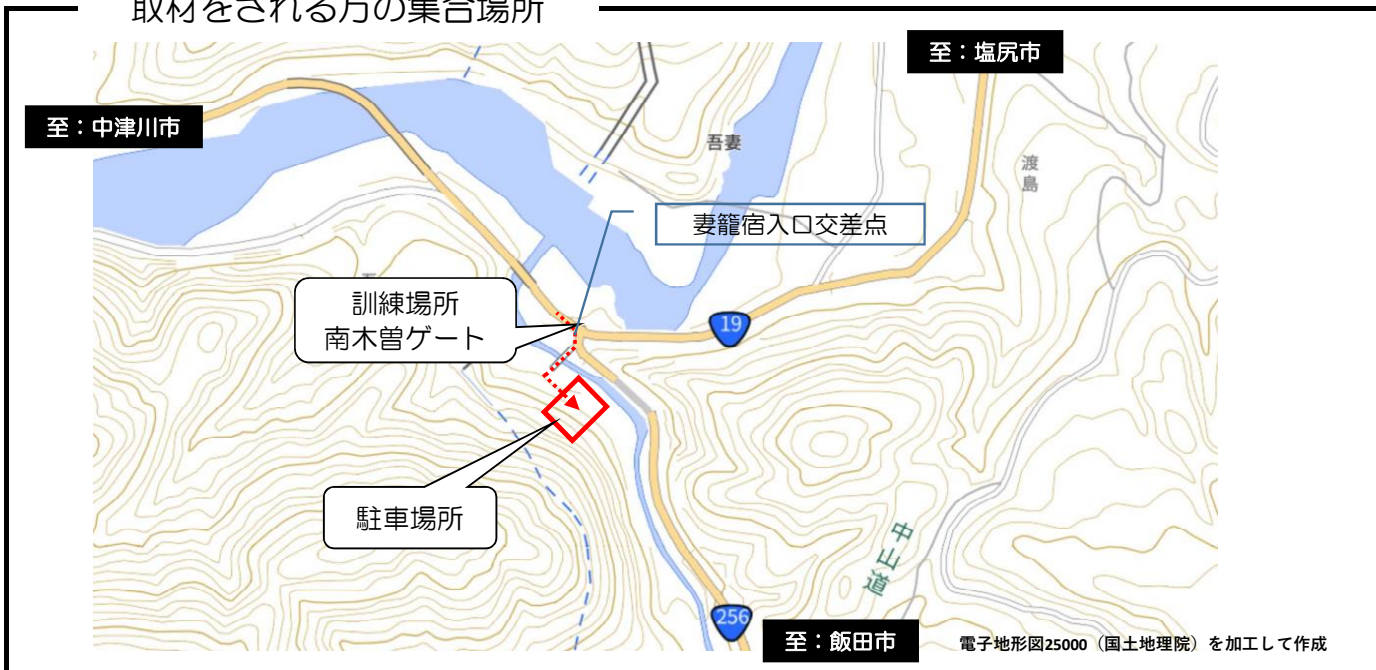 取材をされる方の集合場所
至：塩尻市
至：中津川市
吾妻
渡島
妻籠宿入口交差点
訓練場所
南木曽ゲート
19
駐車場所
中山道
256
至：飯田市
電子地形図25000（国土地理院）を加工して作成